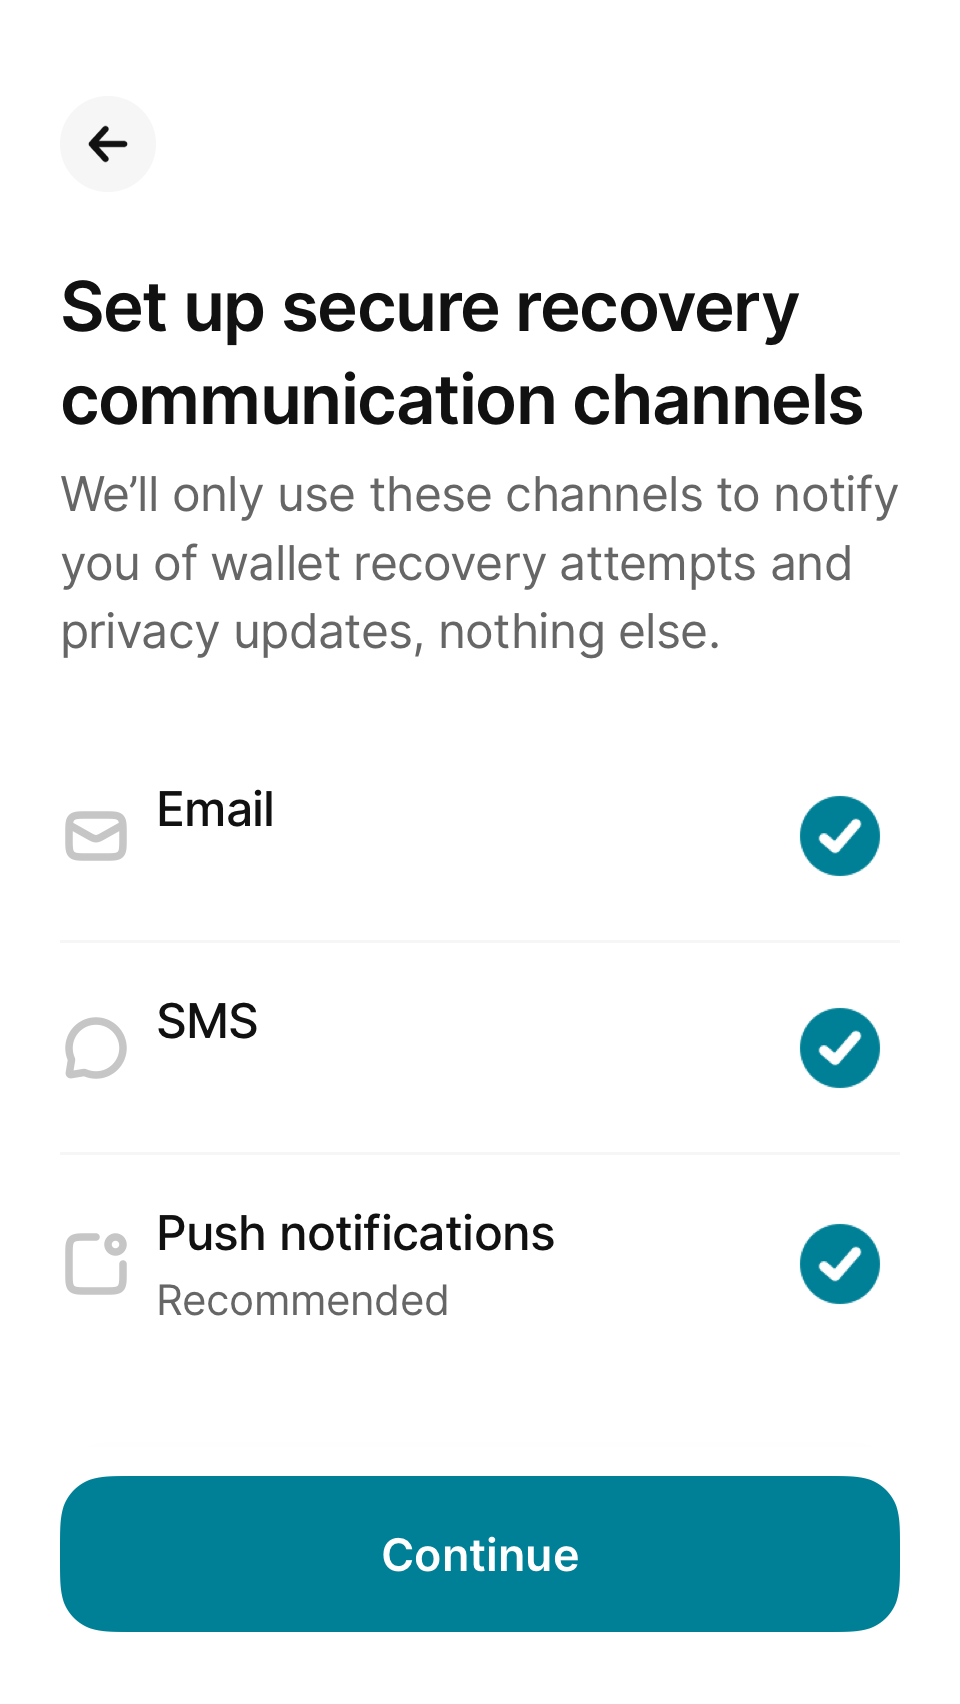 Set up secure recovery
communication channels
We’ll only use these channels to notify
you of wallet recovery attempts and
privacy updates, nothing else.
Email
SMS
Push notifications
Recommended
Continue